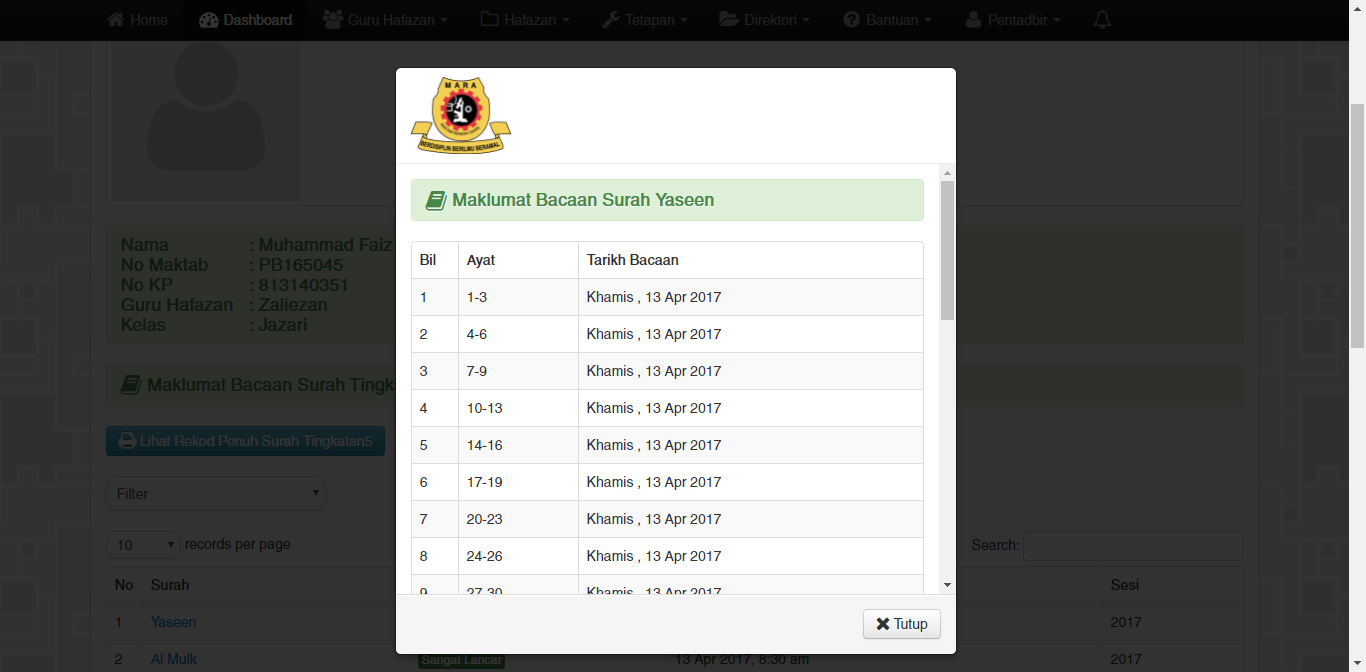 Home Dashboard Guru Hafazan Hafazan Tetapan Direktori Bantuan Pentadbir
MARA
BERDISIPLIN BERILMU BERAMAL
Maklumat Bacaan Surah Yaseen
Bil Ayat Tarikh Bacaan
1 1-3 Khamis , 13 Apr 2017
2 4-6 Khamis , 13 Apr 2017
3 7-9 Khamis , 13 Apr 2017
4 10-13 Khamis , 13 Apr 2017
5 14-16 Khamis , 13 Apr 2017
6 17-19 Khamis , 13 Apr 2017
7 20-23 Khamis , 13 Apr 2017
8 24-26 Khamis , 13 Apr 2017
9 27-30 Khamis , 13 Apr 2017
Tutup
Nama : Muhammad Faiz
No Maktab : PB165045
No KP : 813140351
Guru Hafazan : Zaliezan
Kelas : Jazari
Maklumat Bacaan Surah Tingk
Lihat Rekod Penuh Surah Tingkatan5
Filter
10 records per page Search:
No Surah Sesi
1 Yaseen 2017
2 Al Mulk Sangat Lancar 13 Apr 2017, 8:30 am 2017